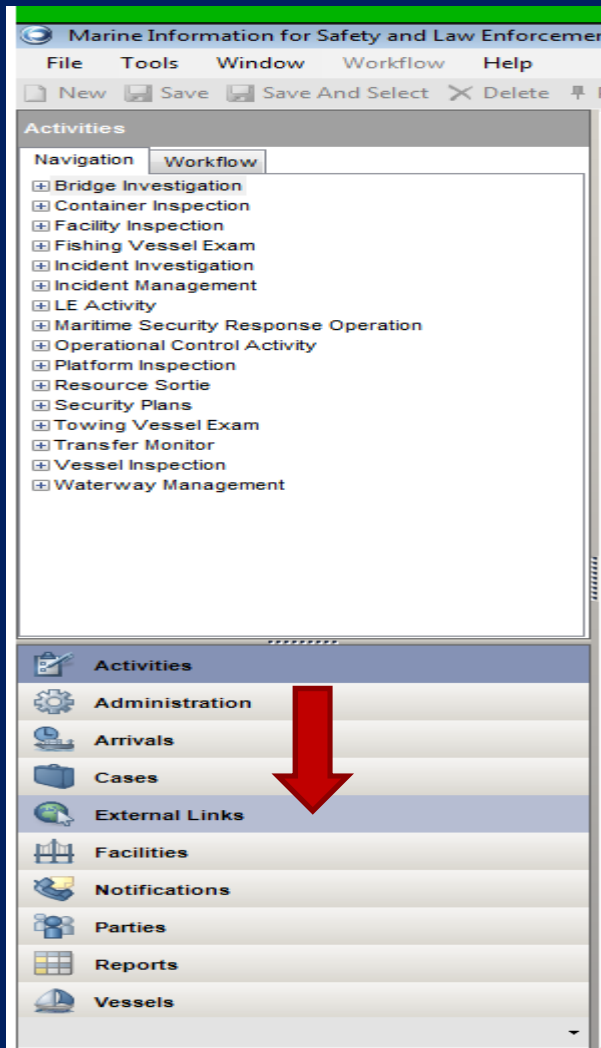 Marine Information for Safety and Law Enforcemen
File Tools Window Workflow Help
New Save Save And Select Delete
Activities
Navigation Workflow
Bridge Investigation
Container Inspection
Facility Inspection
Fishing Vessel Exam
Incident Investigation
Incident Management
LE Activity
Maritime Security Response Operation
Operational Control Activity
Platform Inspection
Resource Sortie
Security Plans
Towing Vessel Exam
Transfer Monitor
Vessel Inspection
Waterway Management
Activities
Administration
Arrivals
Cases
External Links
Facilities
Notifications
Parties
Reports
Vessels